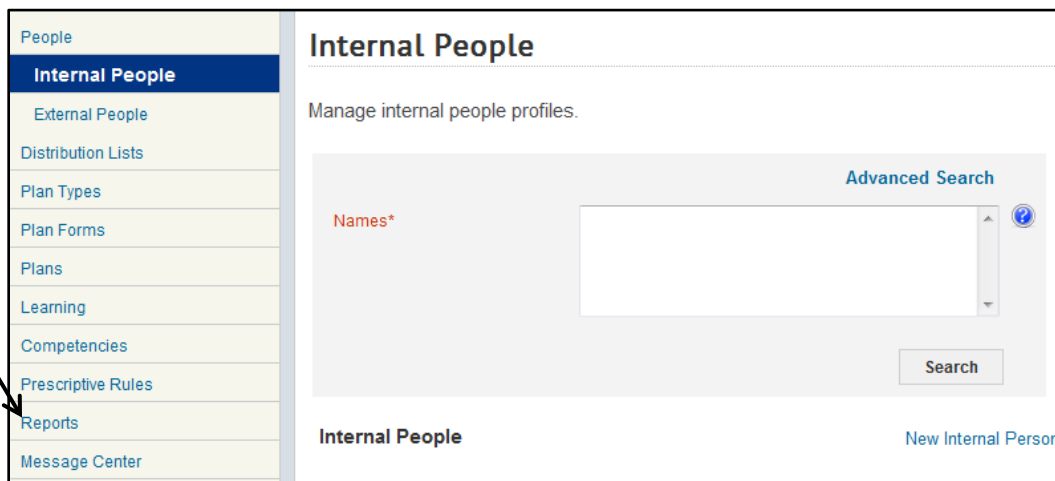 People
Internal People
External People
Distribution Lists
Plan Types
Plan Forms
Plans
Learning
Competencies
Prescriptive Rules
Reports
Message Center
Internal People
Manage internal people profiles.
Advanced Search
Names*
?
Search
Internal People
New Internal Person